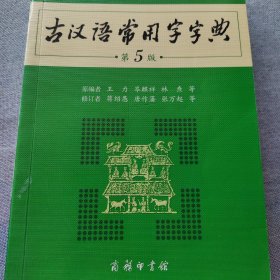 古汉语常用字字典
·第5版·
原编者 王力 岑麒祥 林焘 等
修订者 蒋绍愚 唐作藩 张万起 等
商務印書館